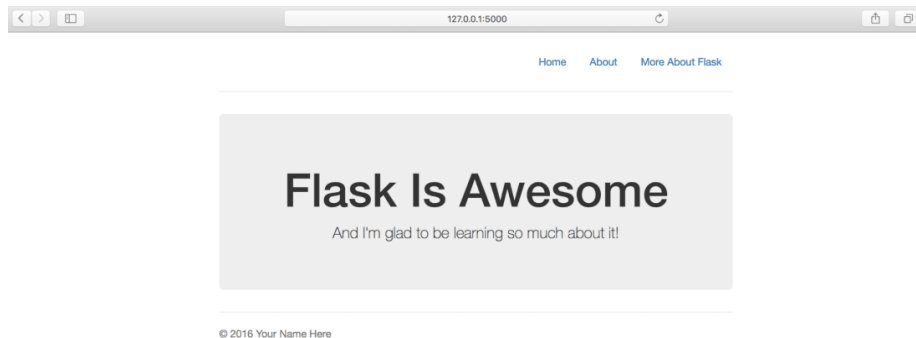 127.0.0.1:5000
Home About More About Flask
Flask Is Awesome
And I'm glad to be learning so much about it!
© 2016 Your Name Here